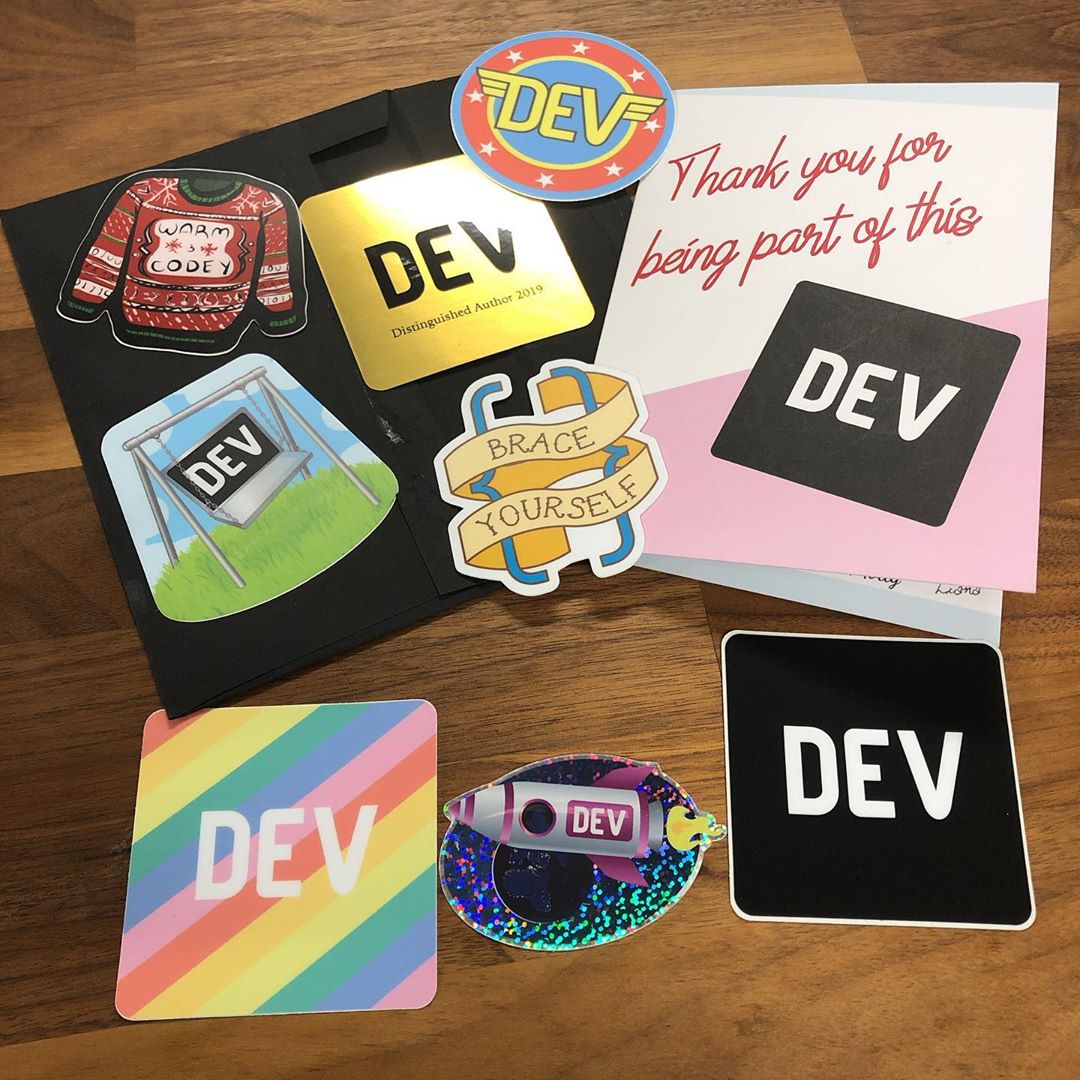 DEV
Thank you for
being part of this
DEV
WARM
&
CODEY
DEV
Distinguished Author 2019
DEV
BRACE
YOURSELF
DEV
DEV
DEV